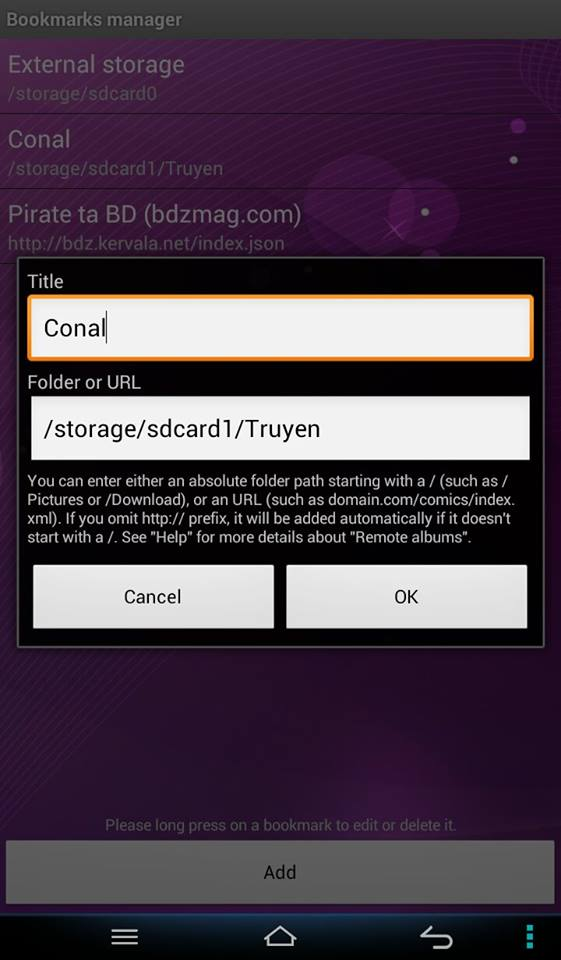 Bookmarks manager
External storage
/storage/sdcard0
Conal
/storage/sdcard1/Truyen
Pirate ta BD (bdzmag.com)
http://bdz.kervala.net/index.json
Title
Conal
Folder or URL
/storage/sdcard1/Truyen
You can enter either an absolute folder path starting with a / (such as /
Pictures or /Download), or an URL (such as domain.com/comics/index.
xml). If you omit http:// prefix, it will be added automatically if it doesn't
start with a /. See "Help" for more details about "Remote albums".
Cancel
OK
Please long press on a bookmark to edit or delete it.
Add